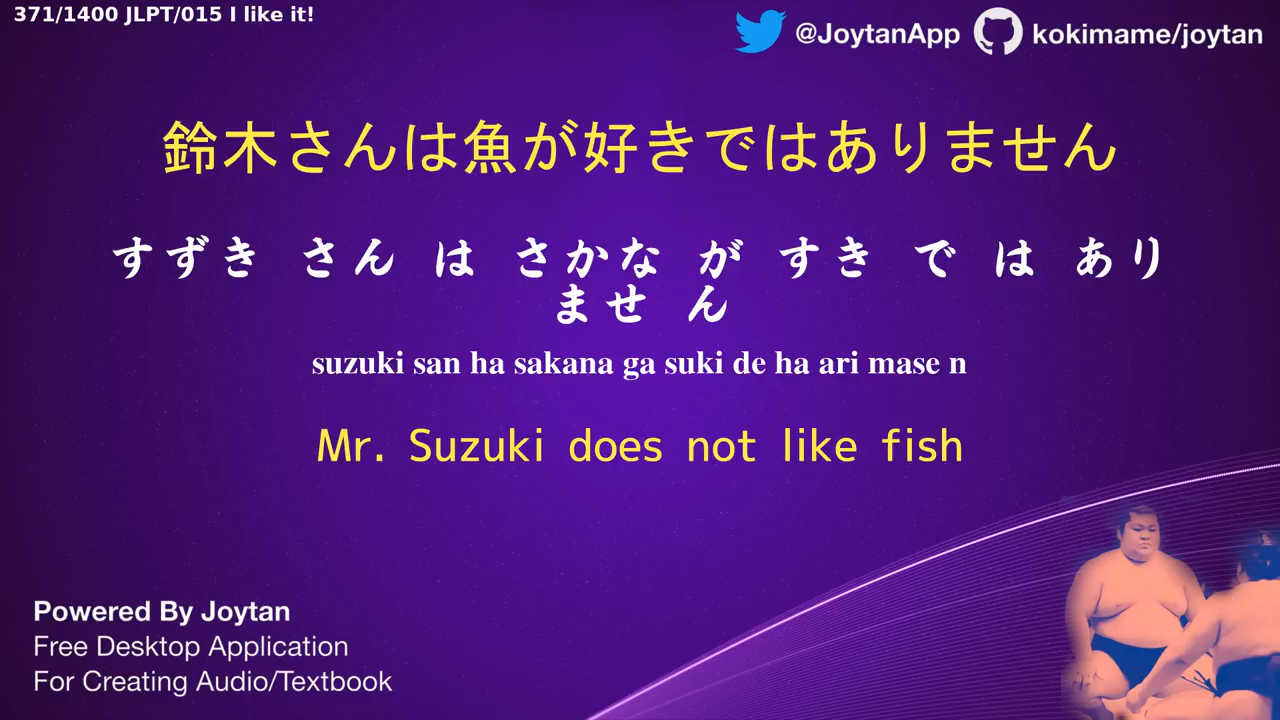 371/1400 JLPT/015 I like it!
@JoytanApp kokimame/joytan
鈴木さんは魚が好きではありません
すずき さん は さかな が すき で は あり
ませ ん
suzuki san ha sakana ga suki de ha ari mase n
Mr. Suzuki does not like fish
Powered By Joytan
Free Desktop Application
For Creating Audio/Textbook